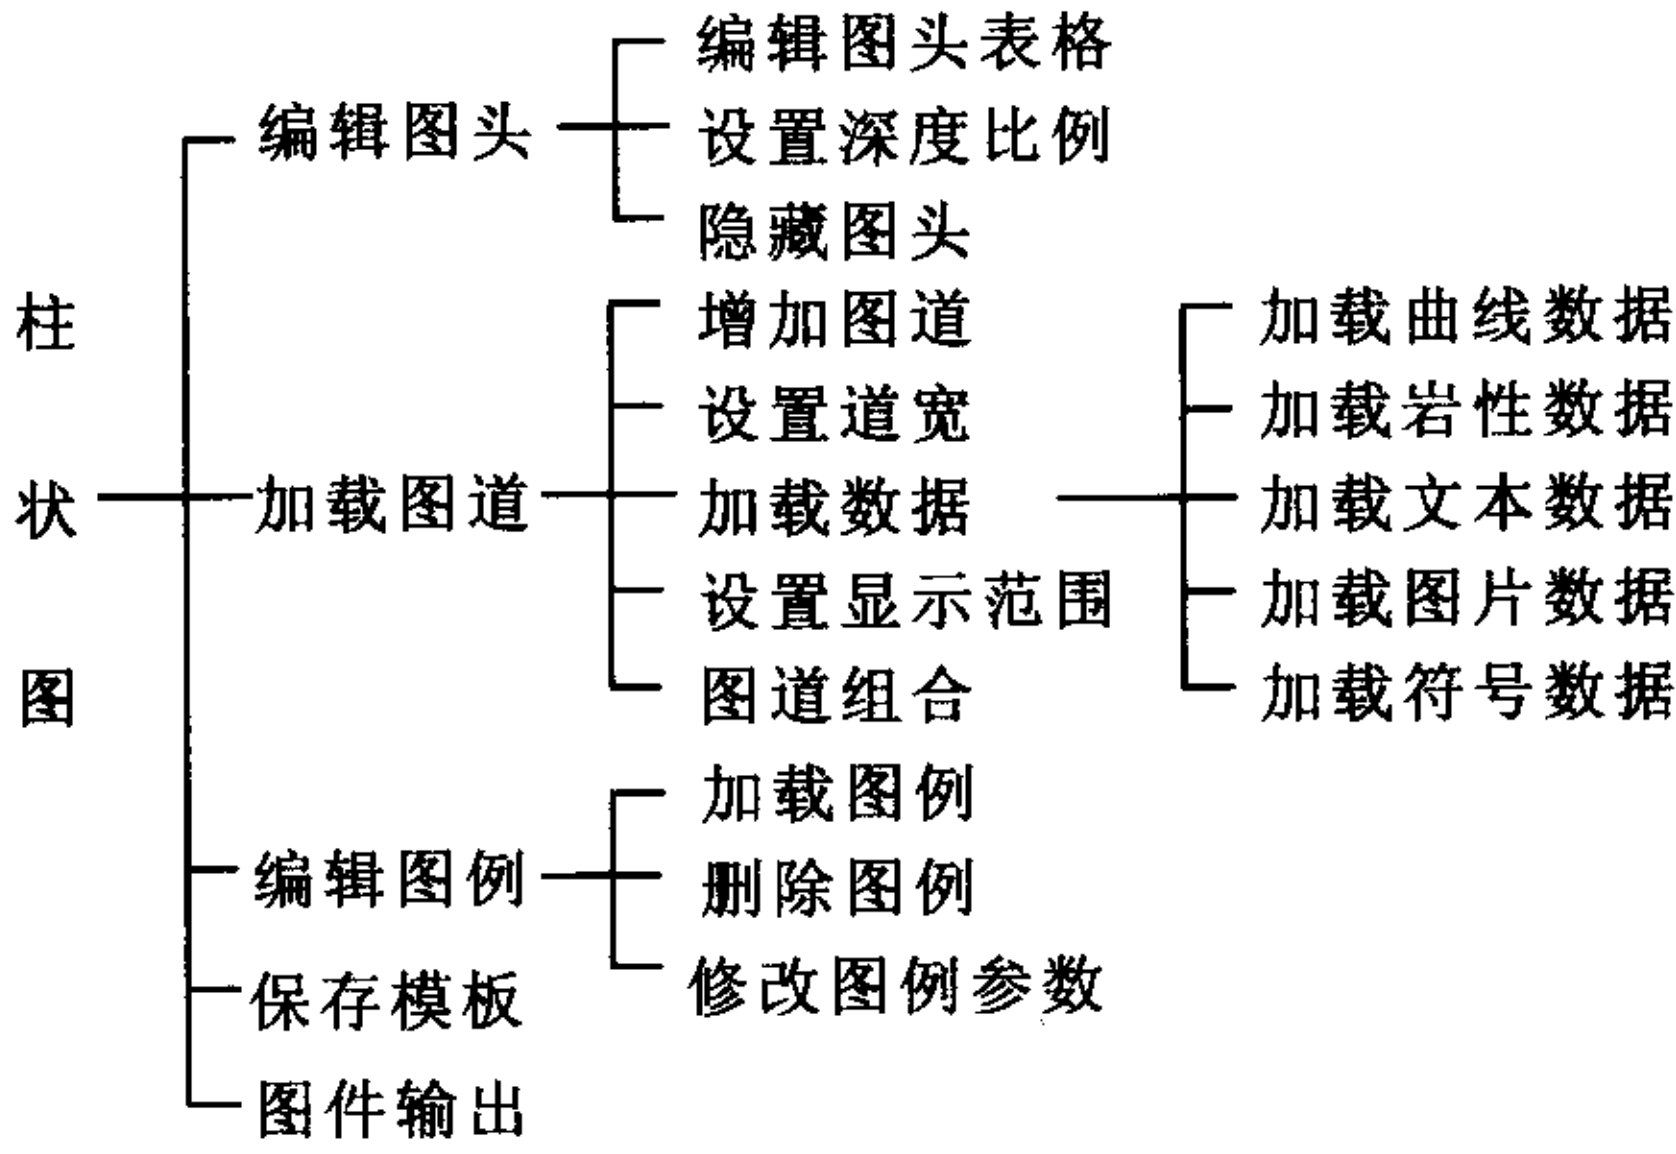 柱状图
编辑图头
编辑图头表格
设置深度比例
隐藏图头
加载图道
增加图道
设置道宽
加载数据
加载曲线数据
加载岩性数据
加载文本数据
加载图片数据
加载符号数据
设置显示范围
图道组合
编辑图例
加载图例
删除图例
修改图例参数
保存模板
图件输出